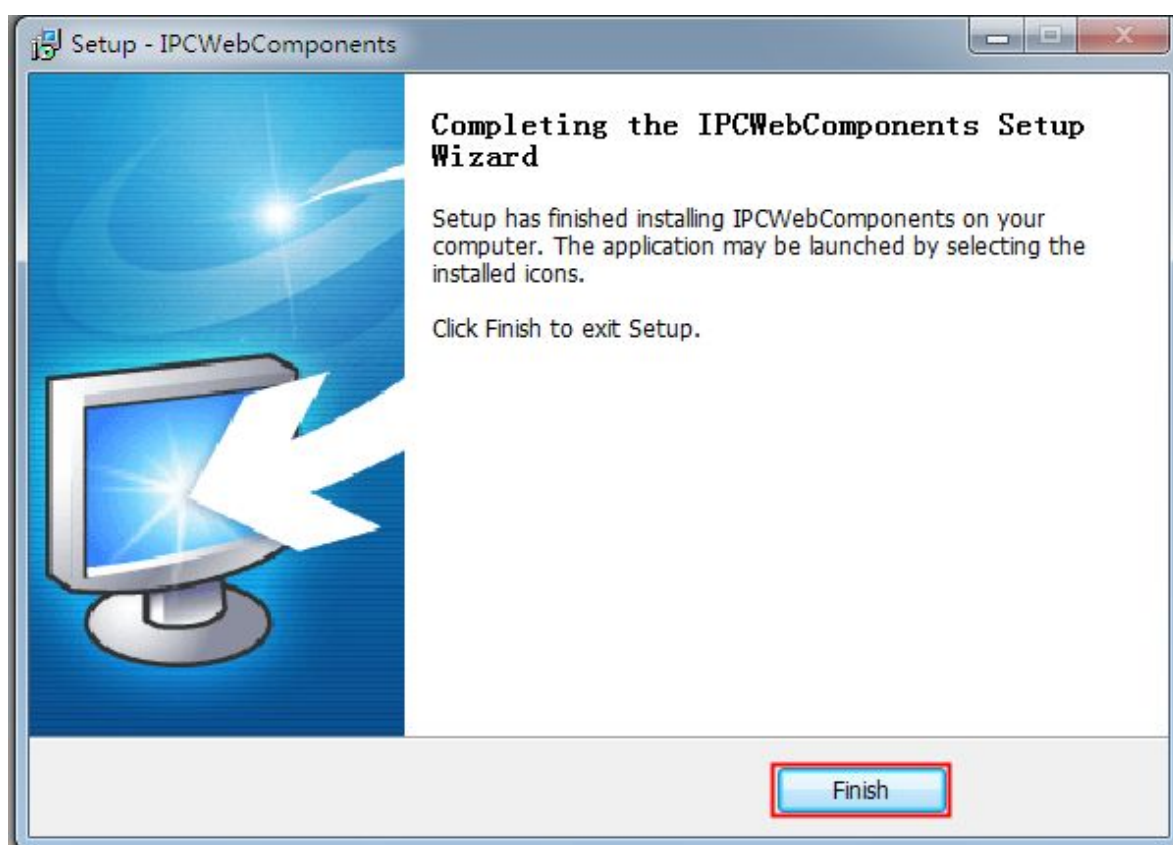 Setup - IPCWebComponents
Completing the IPCWebComponents Setup
Wizard
Setup has finished installing IPCWebComponents on your
computer. The application may be launched by selecting the
installed icons.
Click Finish to exit Setup.
Finish